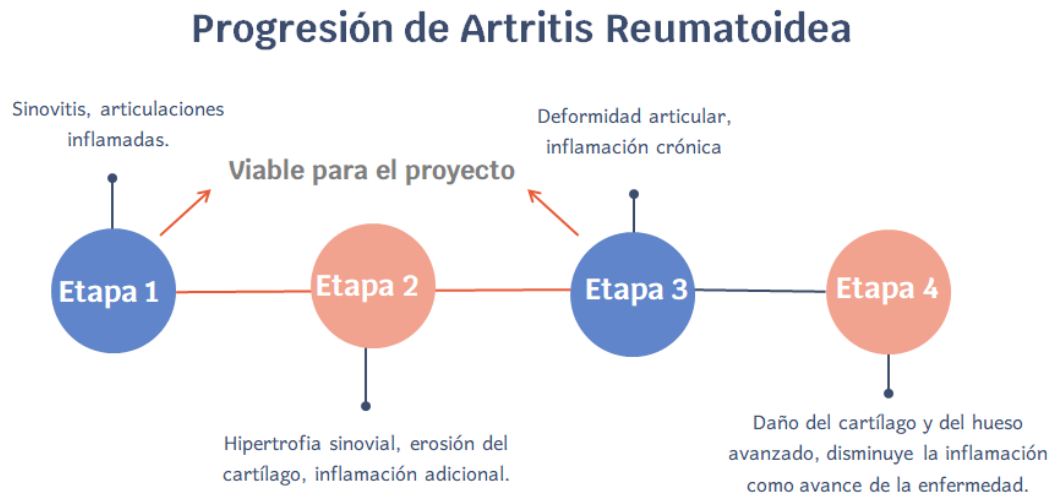 Progresión de Artritis Reumatoidea
Sinovitis, articulaciones
inflamadas.
Deformidad articular,
inflamación crónica
Viable para el proyecto
Etapa 1
Etapa 2
Etapa 3
Etapa 4
Hipertrofia sinovial, erosión del
cartílago, inflamación adicional.
Daño del cartílago y del hueso
avanzado, disminuye la inflamación
como avance de la enfermedad.